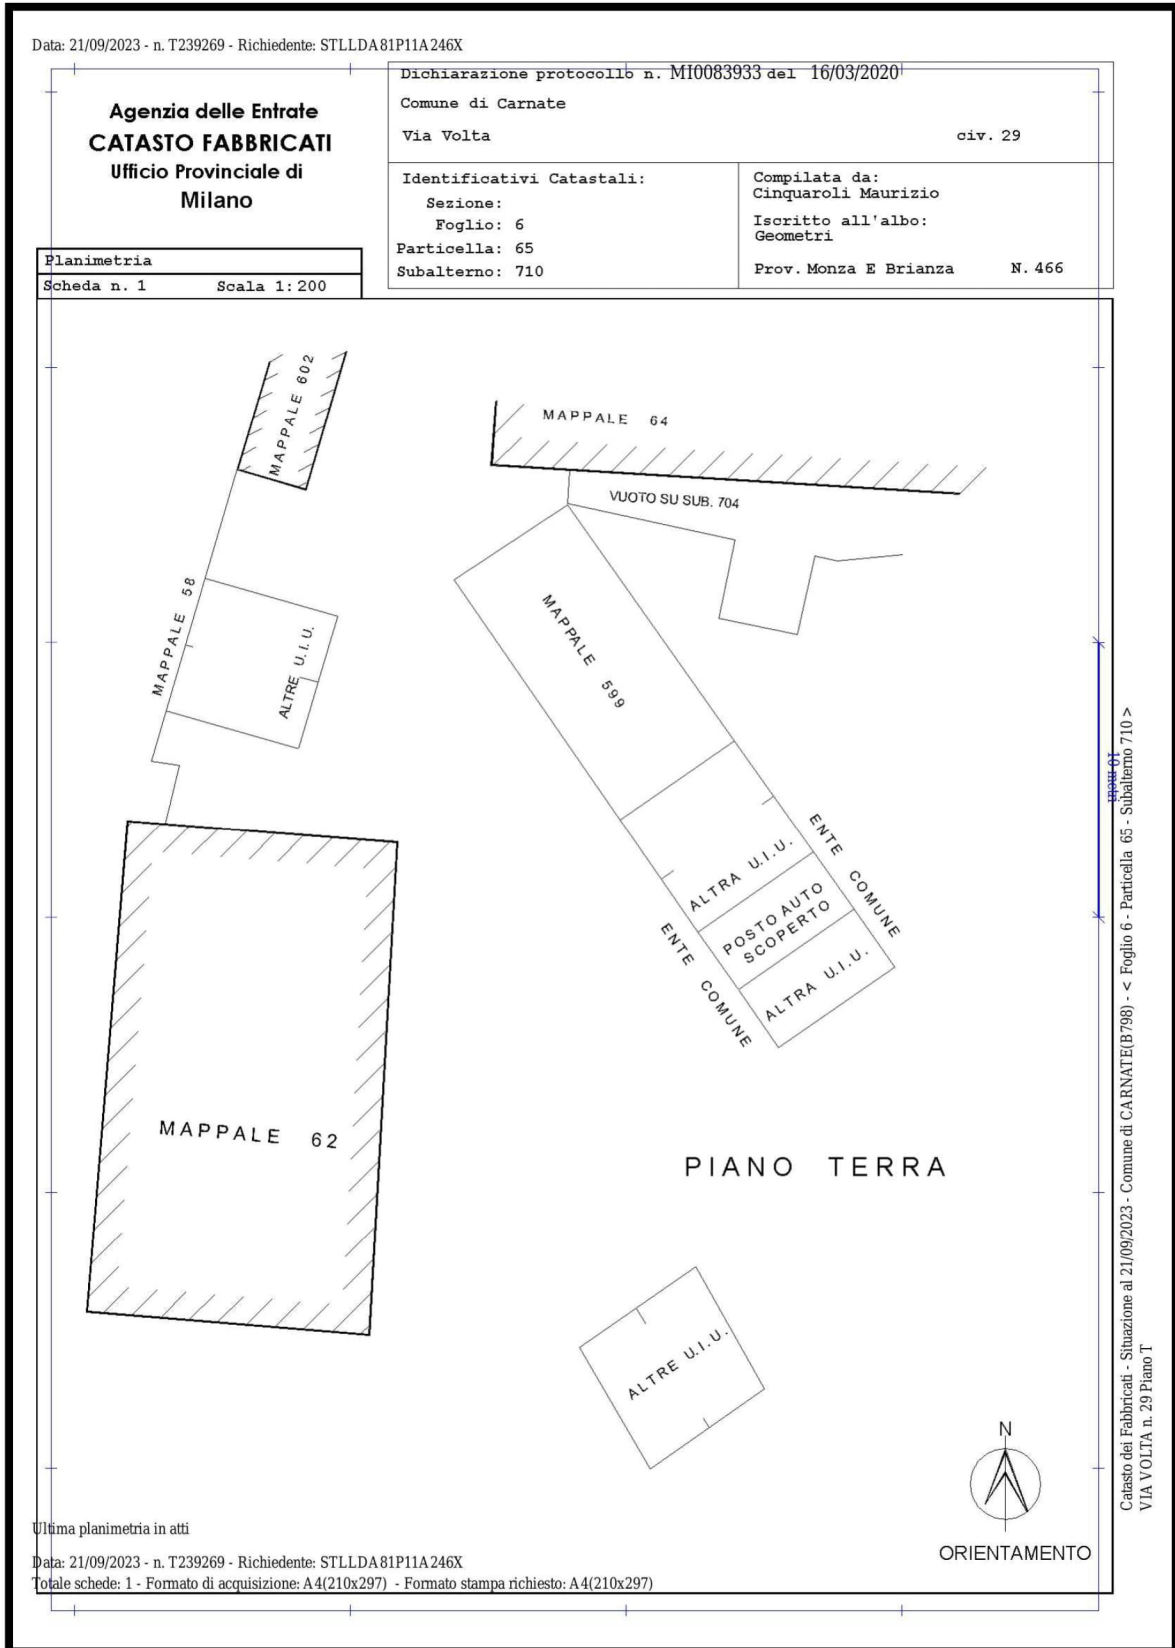 Data: 21/09/2023 - n. T239269 - Richiedente: STLLDA81P11A246X
Agenzia delle Entrate
CATASTO FABBRICATI
Ufficio Provinciale di
Milano
Dichiarazione protocollo n. MI0083933 del 16/03/2020
Comune di Carnate
Via Volta civ. 29
Identificativi Catastali:
Sezione:
Foglio: 6
Particella: 65
Subalterno: 710
Compilata da:
Cinquaroli Maurizio
Iscritto all'albo:
Geometri
Prov. Monza E Brianza N. 466
Planimetria
Scheda n. 1 Scala 1:200
MAPPALE 602
MAPPALE 64
VUOTO SU SUB. 704
MAPPALE 58
ALTRE U.I.U.
MAPPALE 599
ENTE COMUNE
ALTRA U.I.U.
POSTO AUTO
SCOPERTO
ALTRA U.I.U.
ENTE COMUNE
MAPPALE 62
PIANO TERRA
ALTRE U.I.U.
N
ORIENTAMENTO
10 metri
Catasto dei Fabbricati - Situazione al 21/09/2023 - Comune di CARNATE(B798) - < Foglio 6 - Particella 65 - Subalterno 710 >
VIA VOLTA n. 29 Piano T
Ultima planimetria in atti
Data: 21/09/2023 - n. T239269 - Richiedente: STLLDA81P11A246X
Totale schede: 1 - Formato di acquisizione: A4(210x297) - Formato stampa richiesto: A4(210x297)